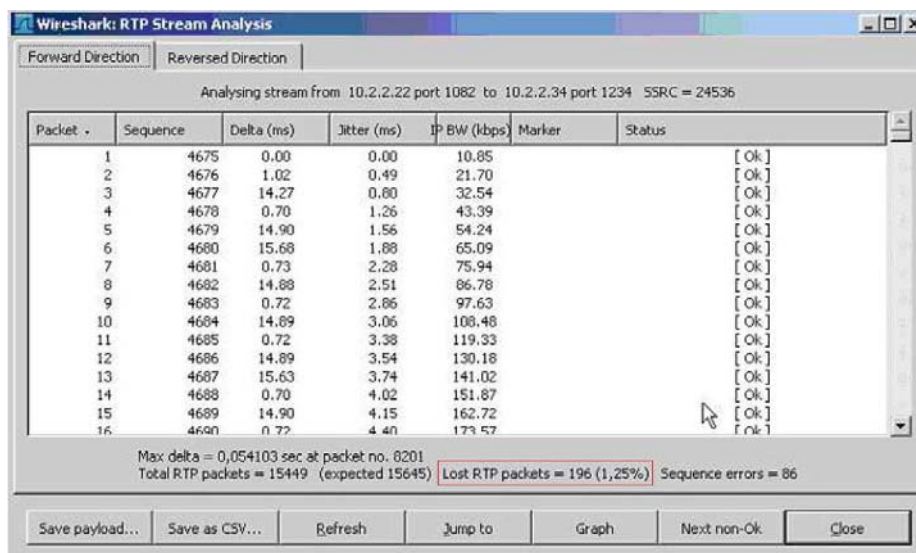 Wireshark: RTP Stream Analysis
Forward Direction Reversed Direction
Analysing stream from 10.2.2.22 port 1082 to 10.2.2.34 port 1234 SSRC = 24536
Packet Sequence Delta (ms) Jitter (ms) IP BW (kbps) Marker Status
1 4675 0.00 0.00 10.85 [ Ok ]
2 4676 1.02 0.49 21.70 [ Ok ]
3 4677 14.27 0.80 32.54 [ Ok ]
4 4678 0.70 1.26 43.39 [ Ok ]
5 4679 14.90 1.56 54.24 [ Ok ]
6 4680 15.68 1.88 65.09 [ Ok ]
7 4681 0.73 2.28 75.94 [ Ok ]
8 4682 14.88 2.51 86.78 [ Ok ]
9 4683 0.72 2.86 97.63 [ Ok ]
10 4684 14.89 3.06 108.48 [ Ok ]
11 4685 0.72 3.38 119.33 [ Ok ]
12 4686 14.89 3.54 130.18 [ Ok ]
13 4687 15.63 3.74 141.02 [ Ok ]
14 4688 0.70 4.02 151.87 [ Ok ]
15 4689 14.90 4.15 162.72 [ Ok ]
16 4690 0.72 4.40 173.57 [ Ok ]
Max delta = 0,054103 sec at packet no. 8201
Total RTP packets = 15449 (expected 15645) Lost RTP packets = 196 (1,25%) Sequence errors = 86
Save payload... Save as CSV... Refresh Jump to Graph Next non-Ok Close